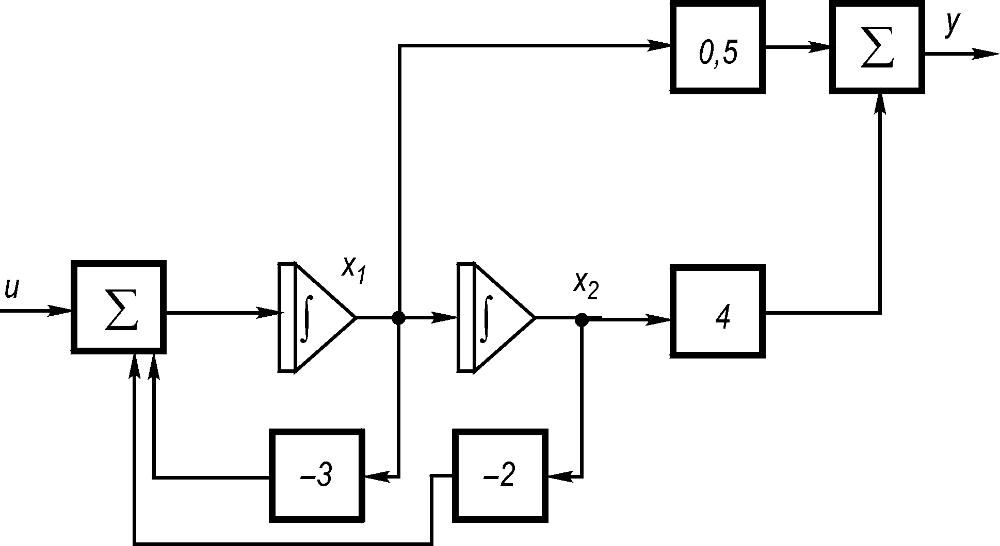 0,5
∑
y
u
∑
∫
x1
∫
x2
4
–3
–2